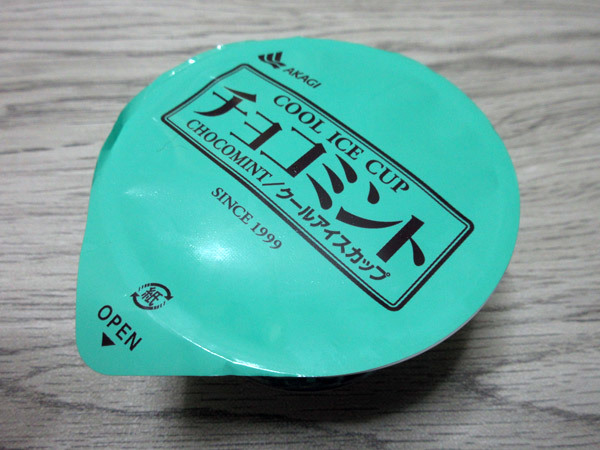 AKAGI
COOL ICE CUP
チョコミント
CHOCOMINT/クールアイスカップ
SINCE 1999
紙
OPEN